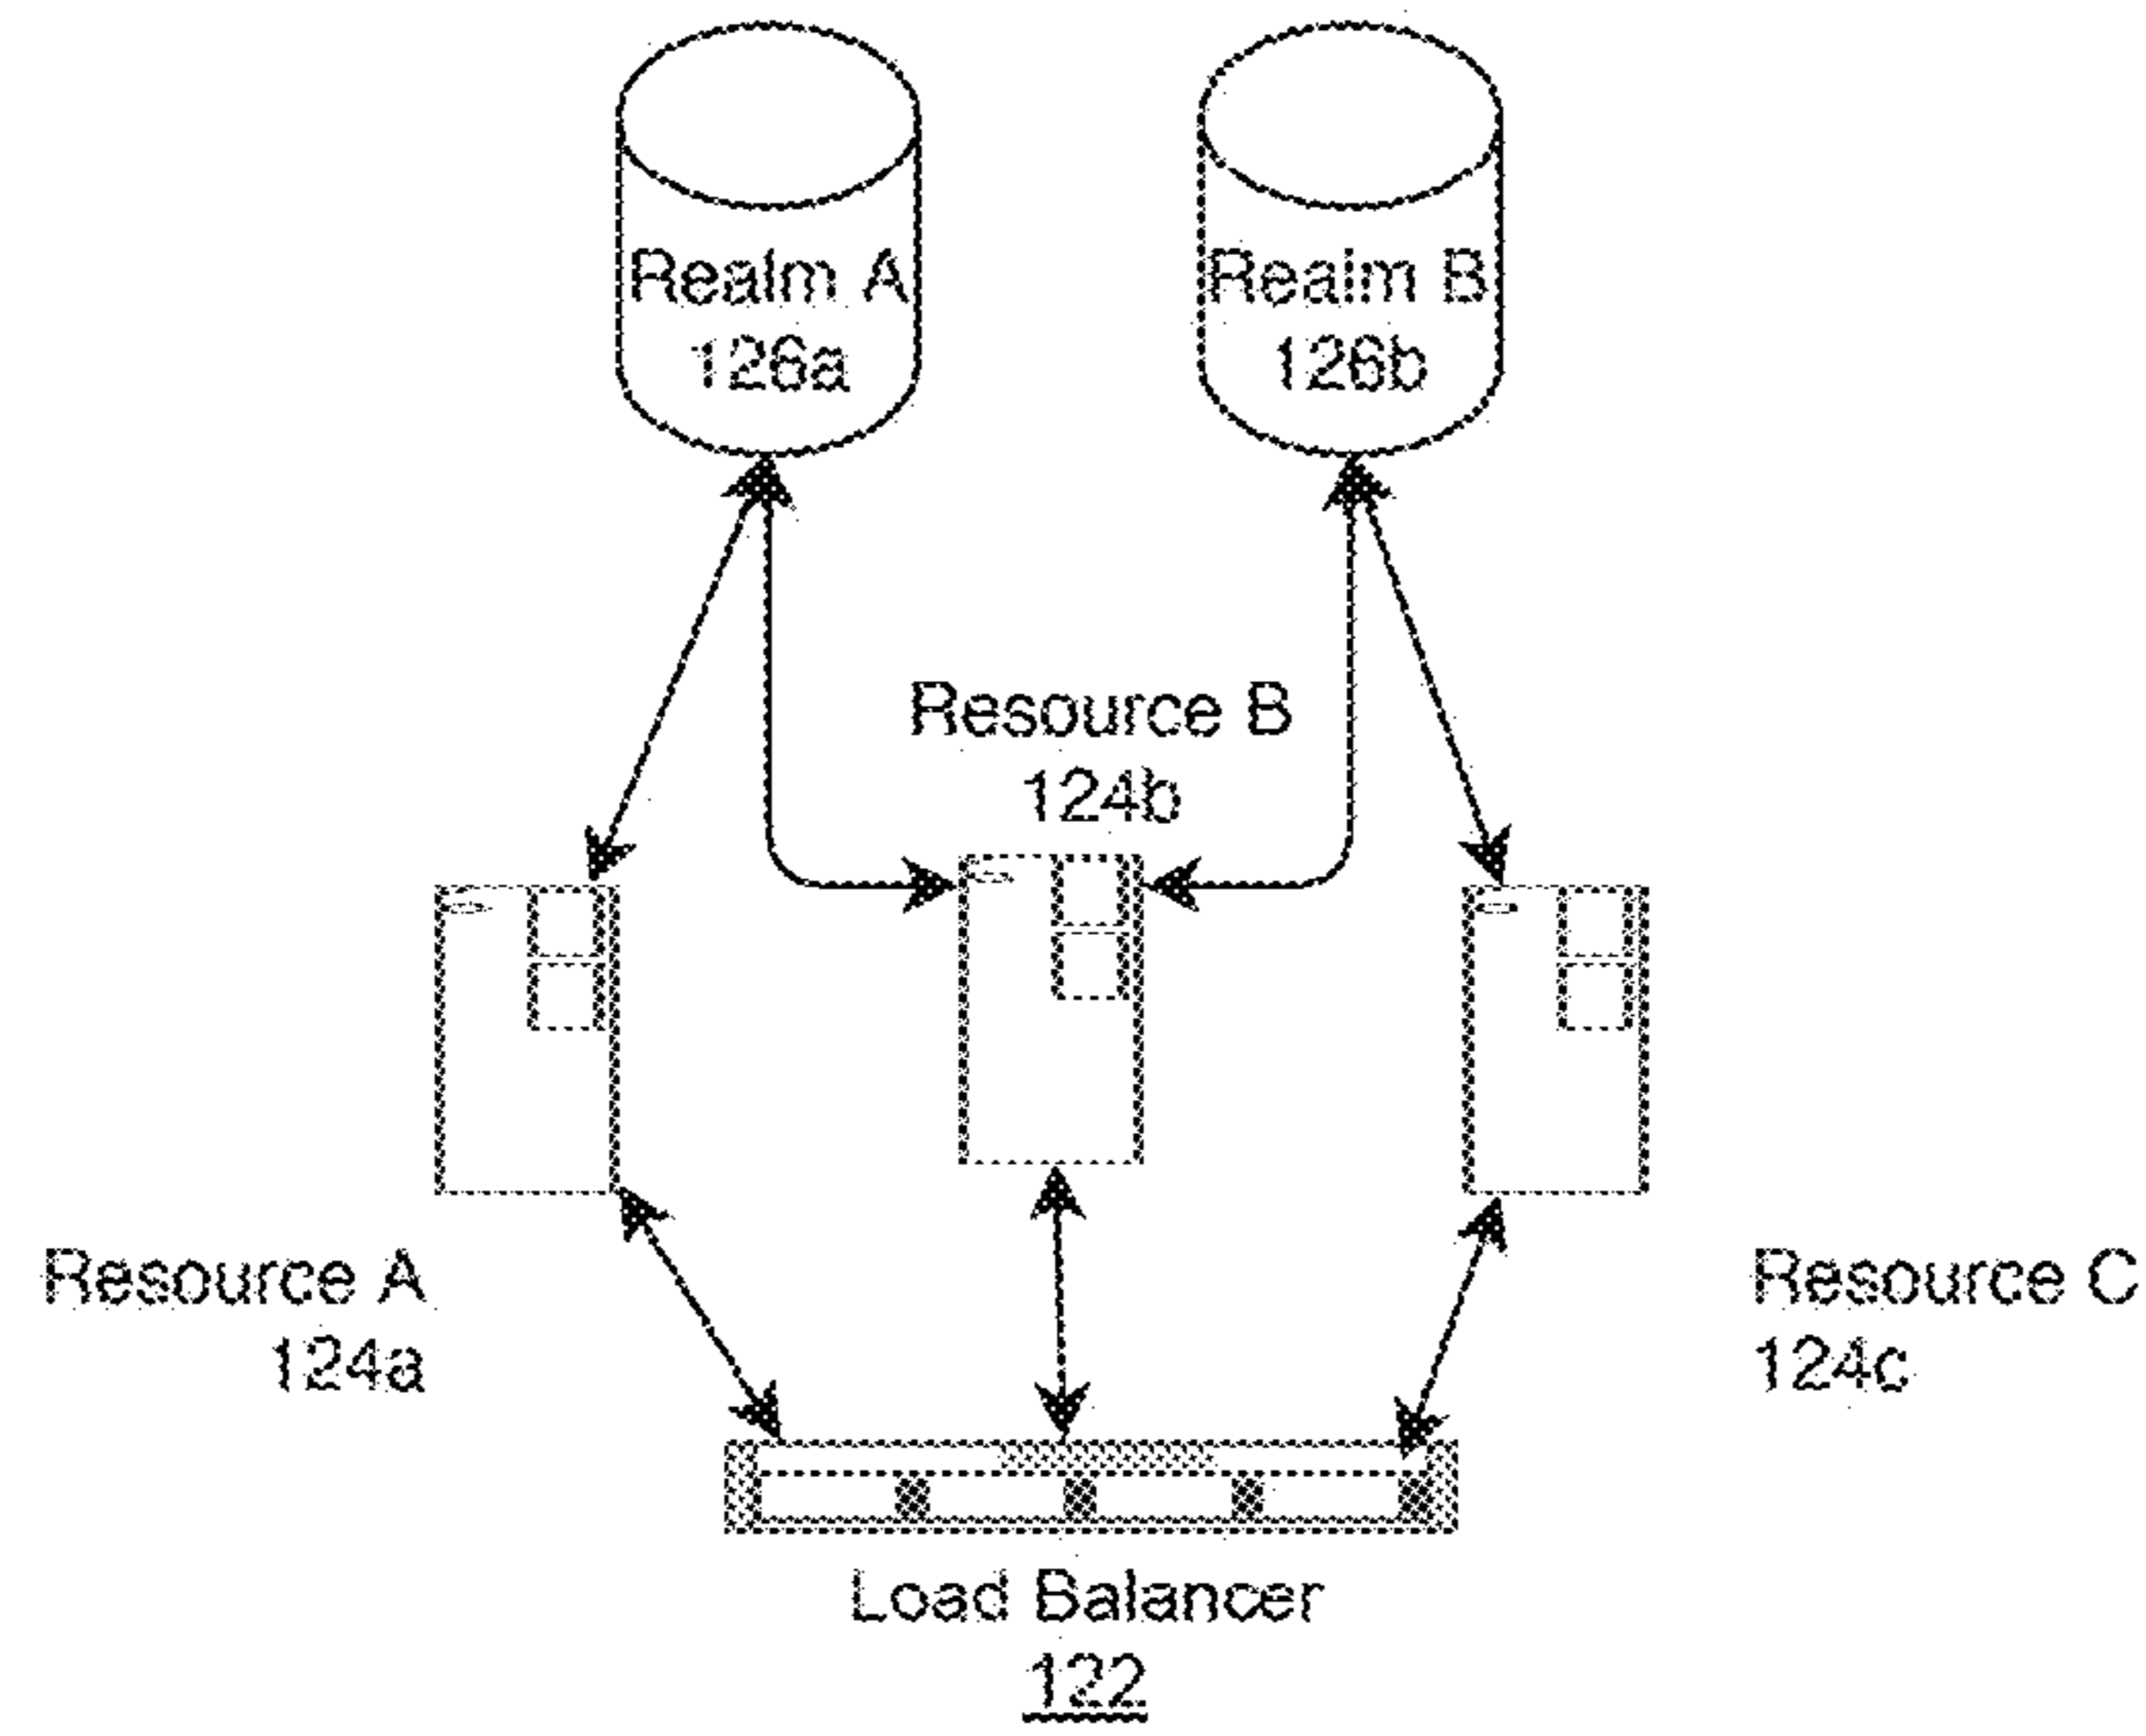 Realm A
126a
Realm B
126b
Resource B
124b
Resource A
124a
Resource C
124c
Load Balancer
122